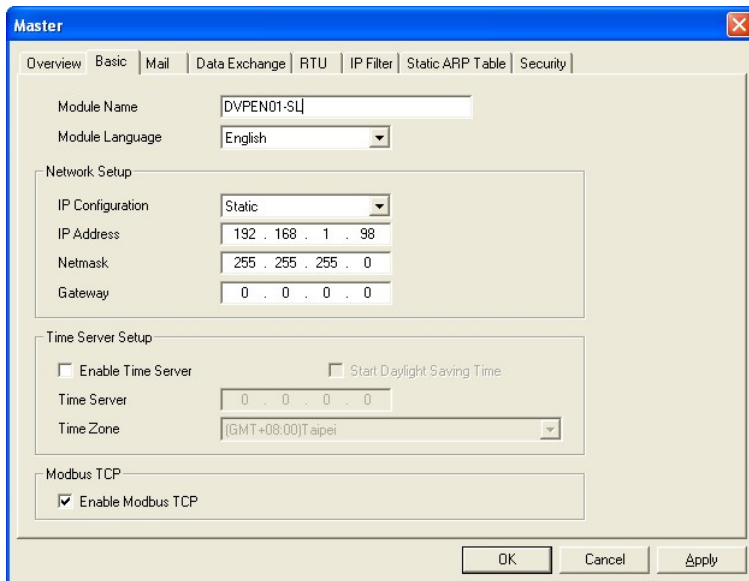 Master
Overview Basic Mail Data Exchange RTU IP Filter Static ARP Table Security
Module Name DVPEN01-SL
Module Language English
Network Setup
IP Configuration Static
IP Address 192 . 168 . 1 . 98
Netmask 255 . 255 . 255 . 0
Gateway 0 . 0 . 0 . 0
Time Server Setup
Enable Time Server Start Daylight Saving Time
Time Server 0 . 0 . 0 . 0
Time Zone (GMT+08:00)Taipei
Modbus TCP
Enable Modbus TCP
OK Cancel Apply